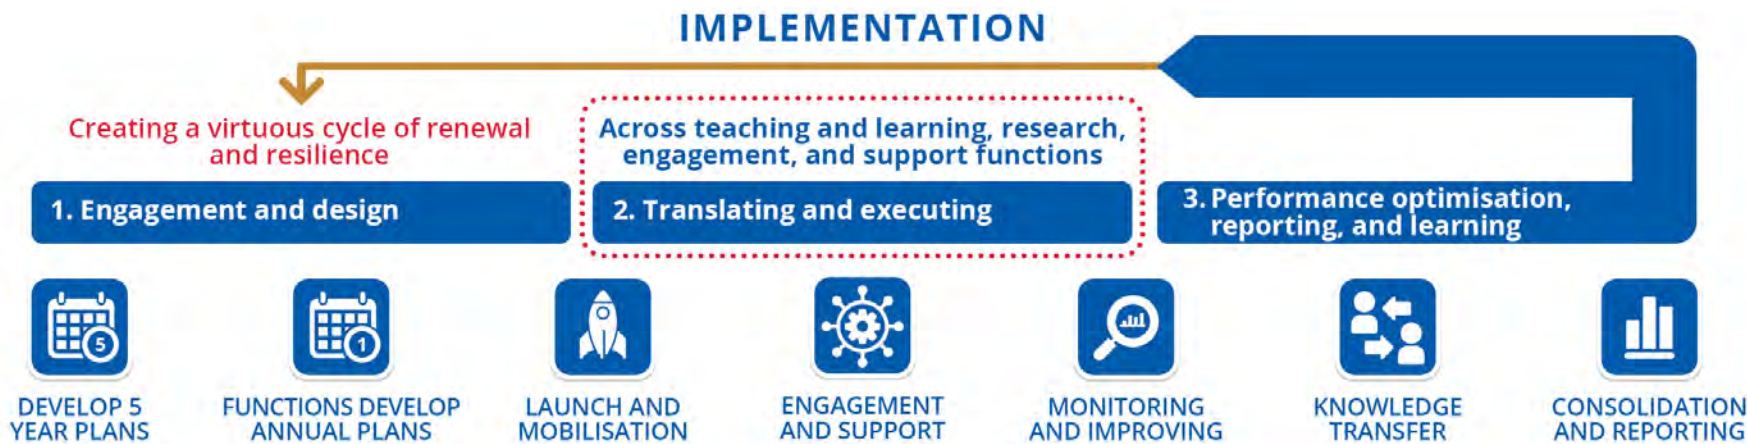 IMPLEMENTATION
Creating a virtuous cycle of renewal
and resilience
Across teaching and learning, research,
engagement, and support functions
1. Engagement and design
2. Translating and executing
3. Performance optimisation,
reporting, and learning
5
1
DEVELOP 5
YEAR PLANS
FUNCTIONS DEVELOP
ANNUAL PLANS
LAUNCH AND
MOBILISATION
ENGAGEMENT
AND SUPPORT
MONITORING
AND IMPROVING
KNOWLEDGE
TRANSFER
CONSOLIDATION
AND REPORTING